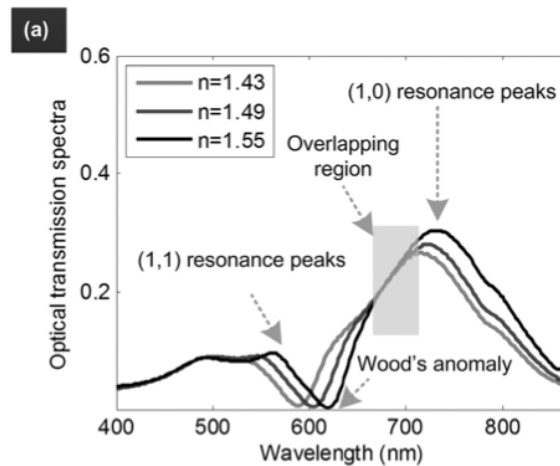 (a)
0.6
n=1.43
n=1.49
n=1.55
(1,0) resonance peaks
Overlapping
region
0.4
(1,1) resonance peaks
0.2
Wood's anomaly
Optical transmission spectra
400 500 600 700 800
Wavelength (nm)